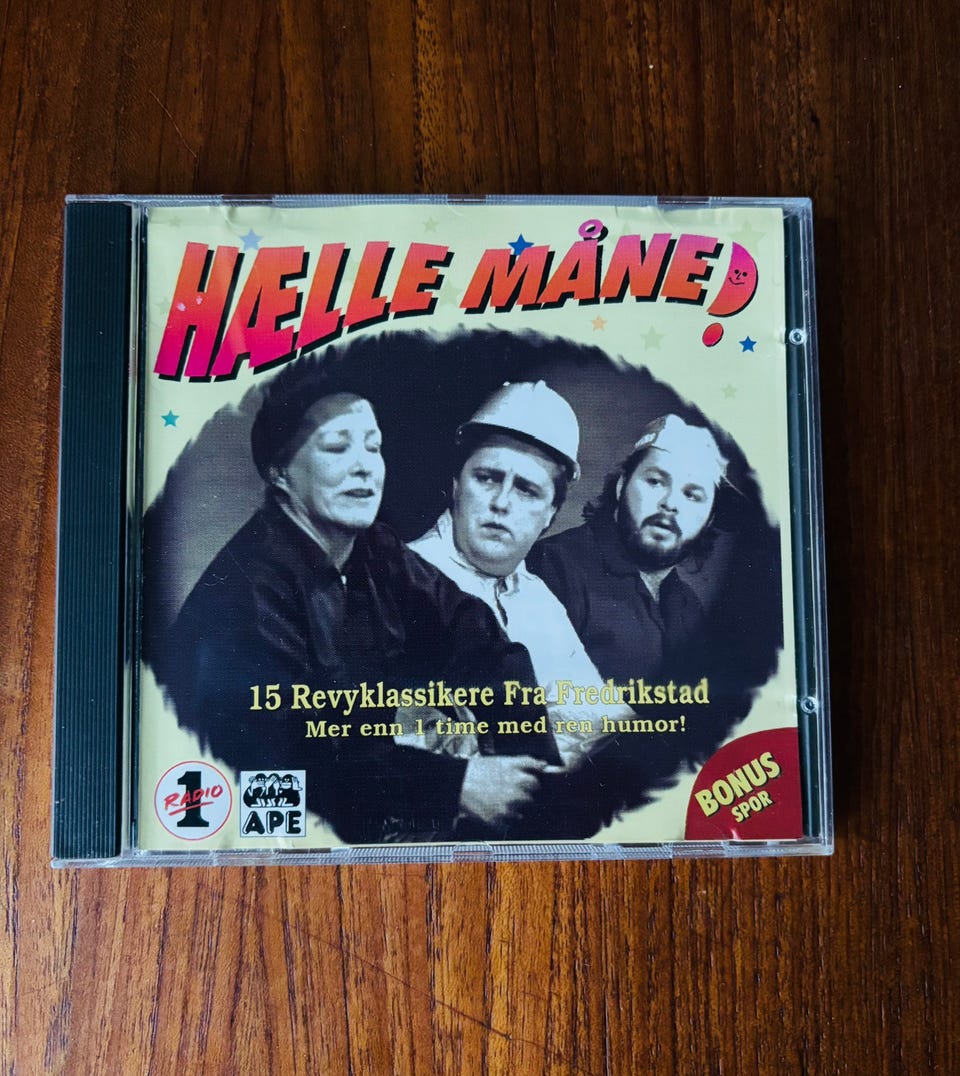 HÆLLE MÅNE!
15 Revyklassikere Fra Fredrikstad
Mer enn 1 time med ren humor!
RADIO 1
APE
BONUS
SPOR